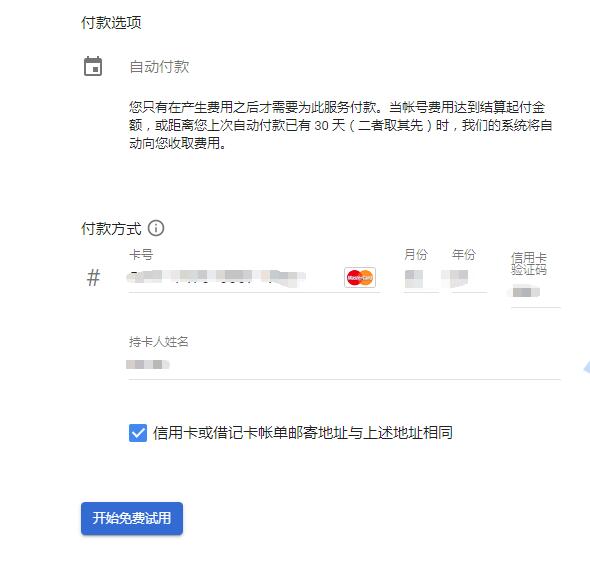 付款选项
自动付款
您只有在产生费用之后才需要为此服务付款。当帐号费用达到结算起付金
额，或距离您上次自动付款已有 30 天（二者取其先）时，我们的系统将自
动向您收取费用。
付款方式
卡号 月份 年份 信用卡
验证码
#
MasterCard
持卡人姓名
信用卡或借记卡帐单邮寄地址与上述地址相同
开始免费试用